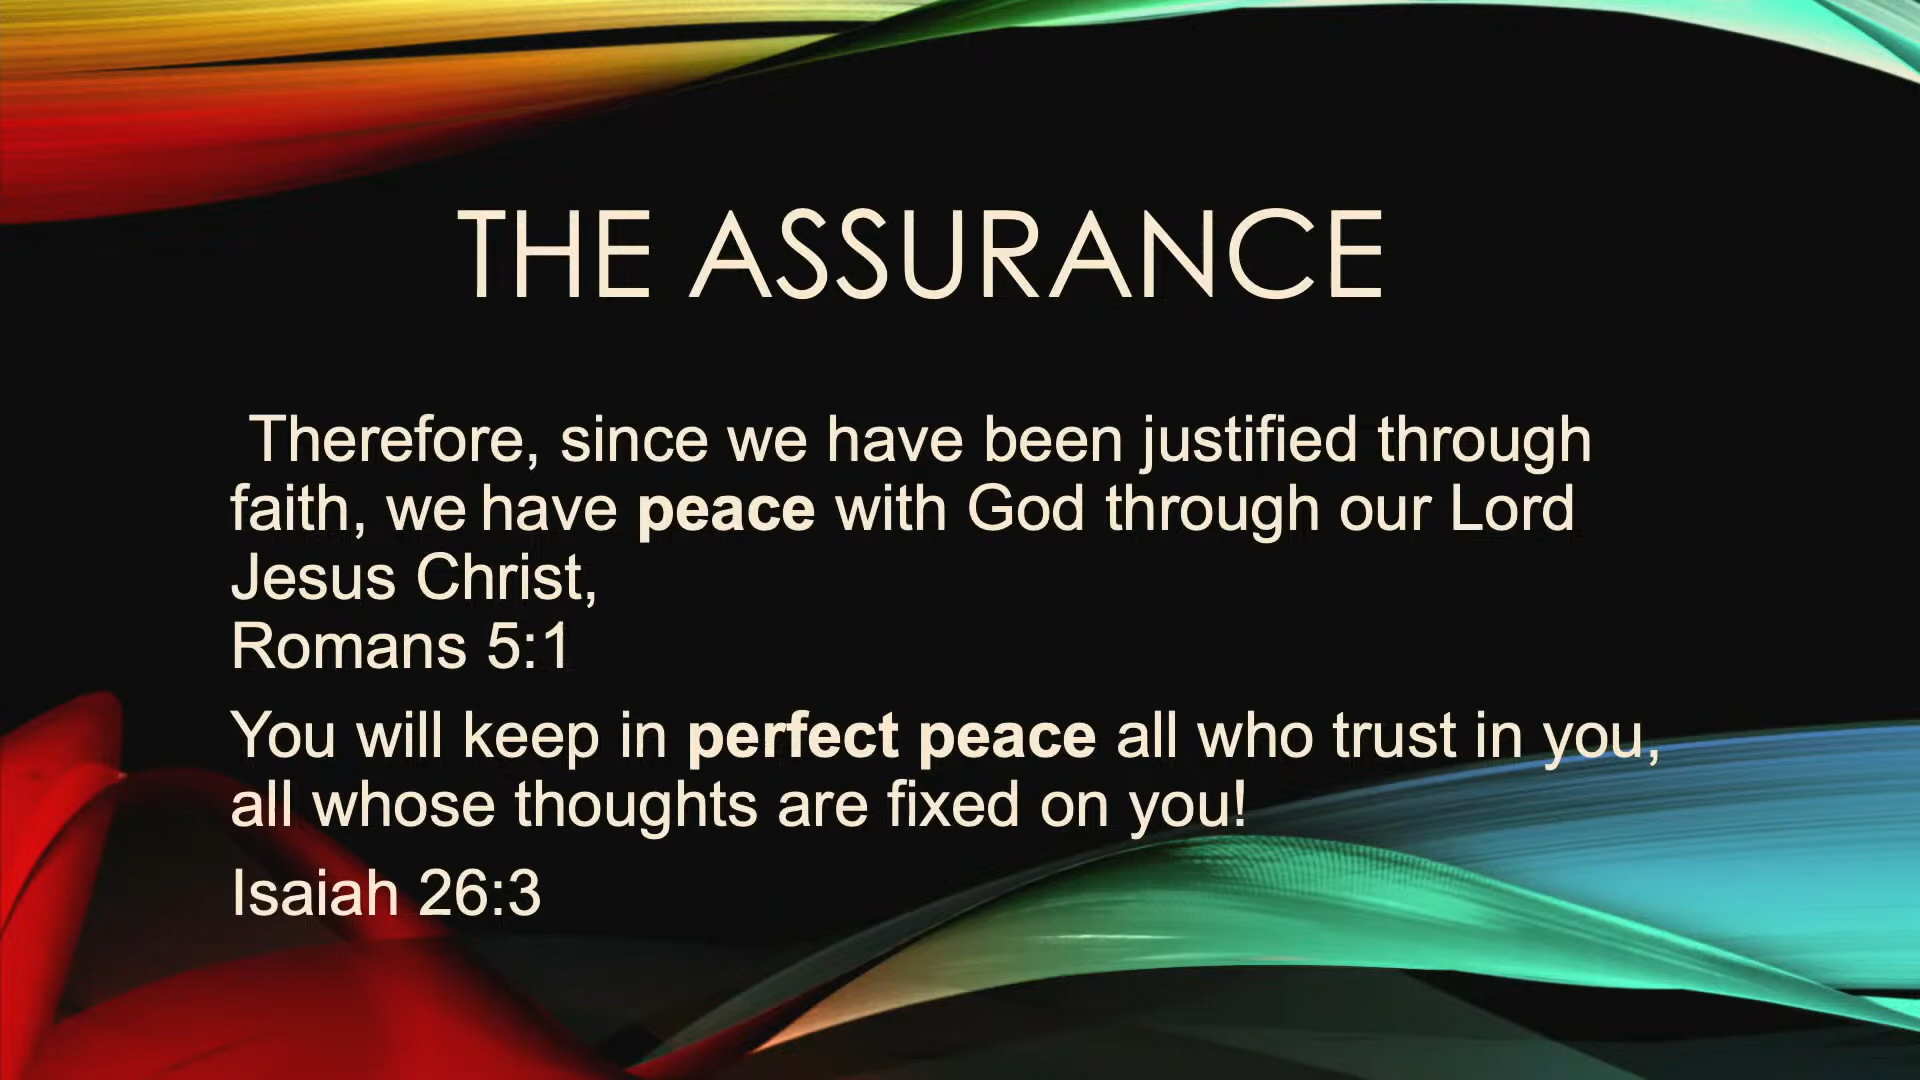 THE ASSURANCE
Therefore, since we have been justified through
faith, we have peace with God through our Lord
Jesus Christ,
Romans 5:1
You will keep in perfect peace all who trust in you,
all whose thoughts are fixed on you!
Isaiah 26:3